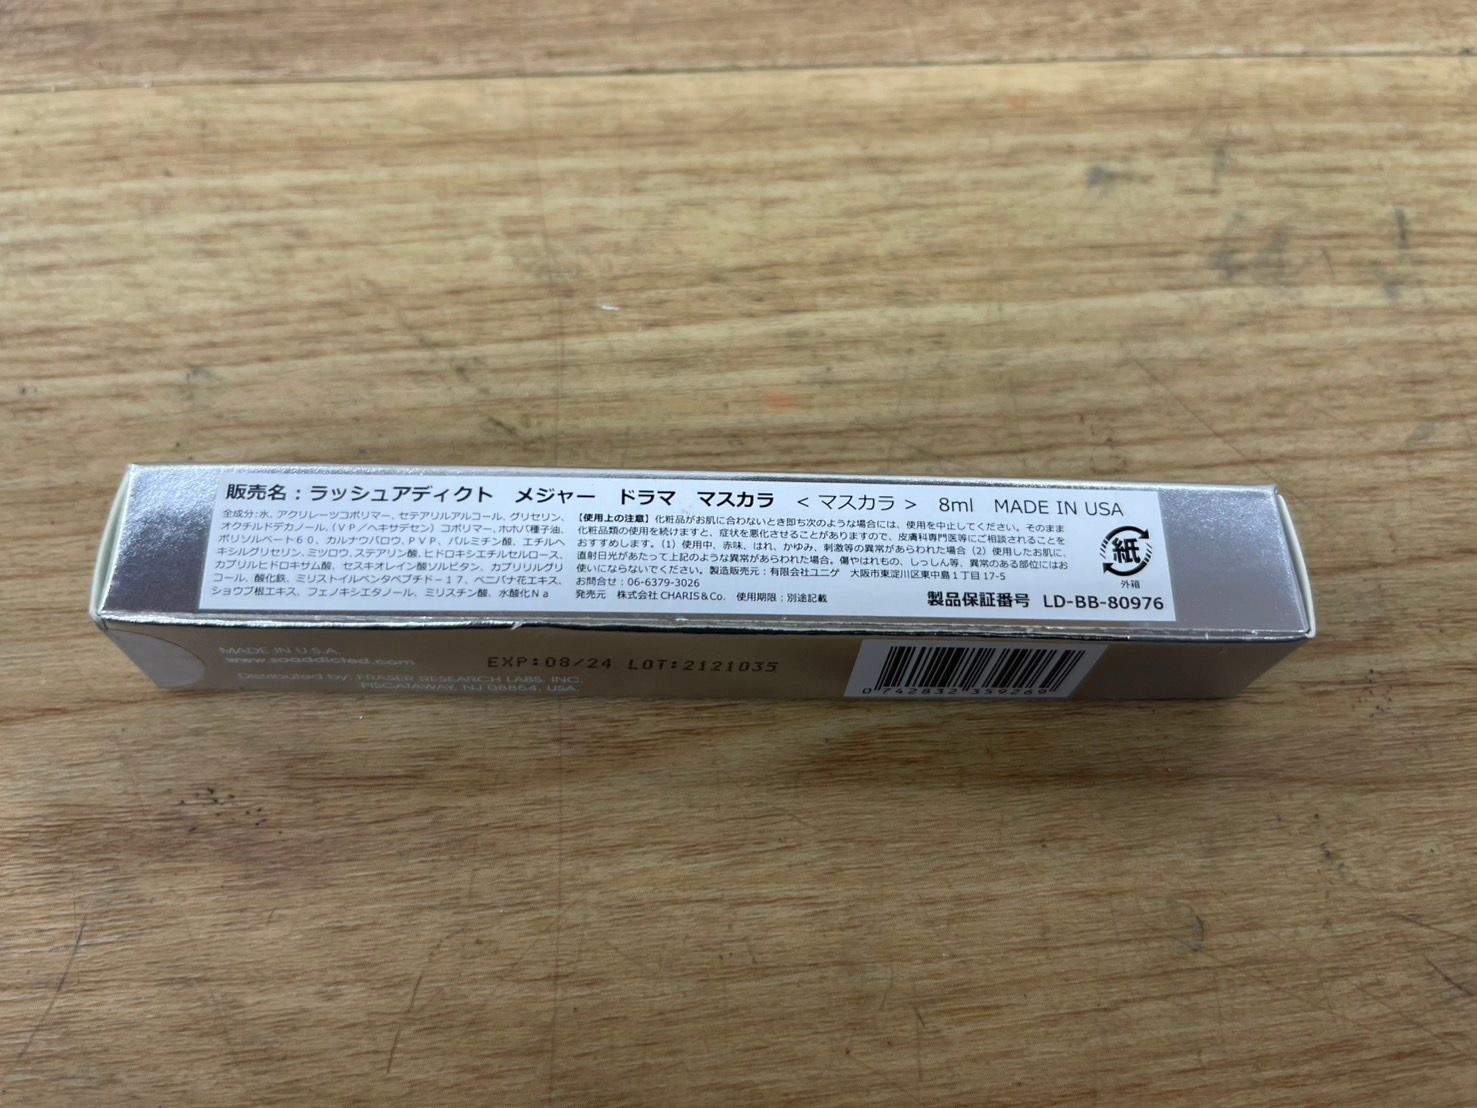 販売名：ラッシュアディクト　メジャー　ドラマ　マスカラ　＜マスカラ＞　8ml　MADE IN USA
全成分:水、アクリレーツコポリマー、セテアリルアルコール、グリセリン、
オクチルドデカノール、（ＶＰ／ヘキサデセン）コポリマー、ホホバ種子油、
ポリソルベート６０、カルナウバロウ、ＰＶＰ、パルミチン酸、エチルヘ
キシルグリセリン、ミツロウ、ステアリン酸、ヒドロキシエチルセルロース、
カプリルヒドロキサム酸、セスキオレイン酸ソルビタン、カプリリルグリ
コール、酸化鉄、ミリストイルペンタペプチド－１７、ベニバナ花エキス、
ショウブ根エキス、フェノキシエタノール、ミリスチン酸、水酸化Ｎａ
【使用上の注意】化粧品がお肌に合わないとき即ち次のような場合には、使用を中止してください。そのまま
化粧品類の使用を続けますと、症状を悪化させることがありますので、皮膚科専門医等にご相談されることを
おすすめします。(1) 使用中、赤味、はれ、かゆみ、刺激等の異常があらわれた場合 (2) 使用したお肌に、
直射日光があたって上記のような異常があらわれた場合。傷やはれもの、しっしん等、異常のある部位にはお
使いにならないでください。製造販売元：有限会社ユニゲ　大阪市東淀川区東中島１丁目 17-5
お問合せ：06-6379-3026
発売元　株式会社 CHARIS＆Co.　使用期限：別途記載
紙
外箱
製品保証番号　LD-BB-80976
MADE IN U.S.A.
www.soaddicted.com
Distributed by: FRASER RESEARCH LABS, INC.
PISCATAWAY, NJ 08854, USA.
EXP:08/24 LOT:2121035
0 742832 359269